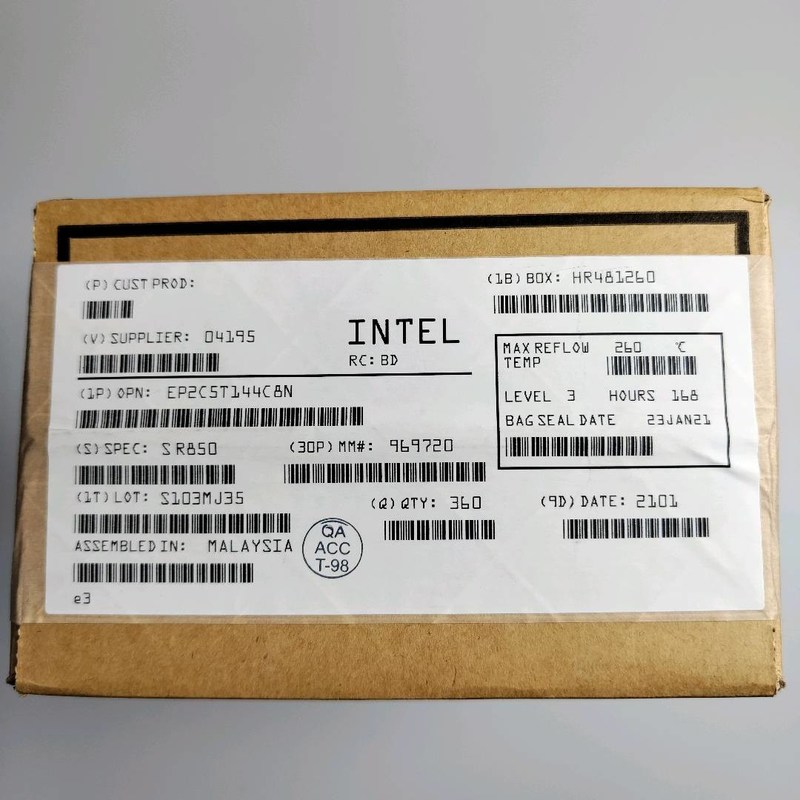 (P) CUST PROD:
(1B) BOX: HR481260
(V) SUPPLIER: 04195
INTEL
RC: BD
MAX REFLOW TEMP 260 °C
(1P) OPN: EP2C5T144C8N
LEVEL 3 HOURS 168
BAG SEAL DATE 23JAN21
(S) SPEC: S R850
(30P) MM#: 969720
(1T) LOT: S103MJ35
(Q) QTY: 360
(9D) DATE: 2101
ASSEMBLED IN: MALAYSIA
QA
ACC
T-98
e3